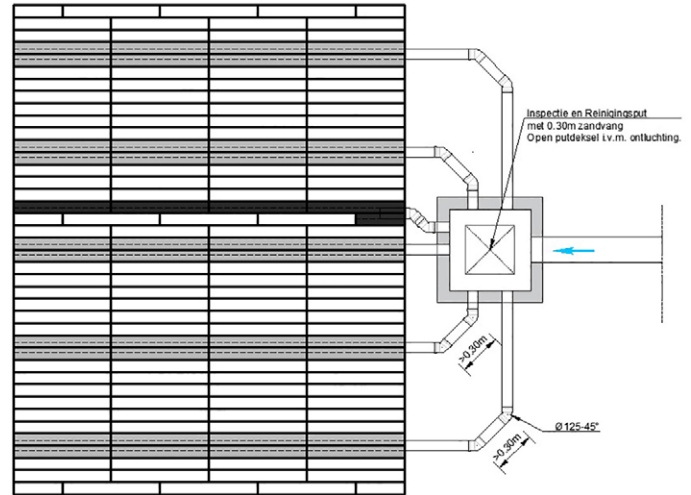 Inspectie en Reinigingsput
met 0.30m zandvang
Open putdeksel i.v.m. ontluchting.
>0.30m
Ø125-45°
>0.30m